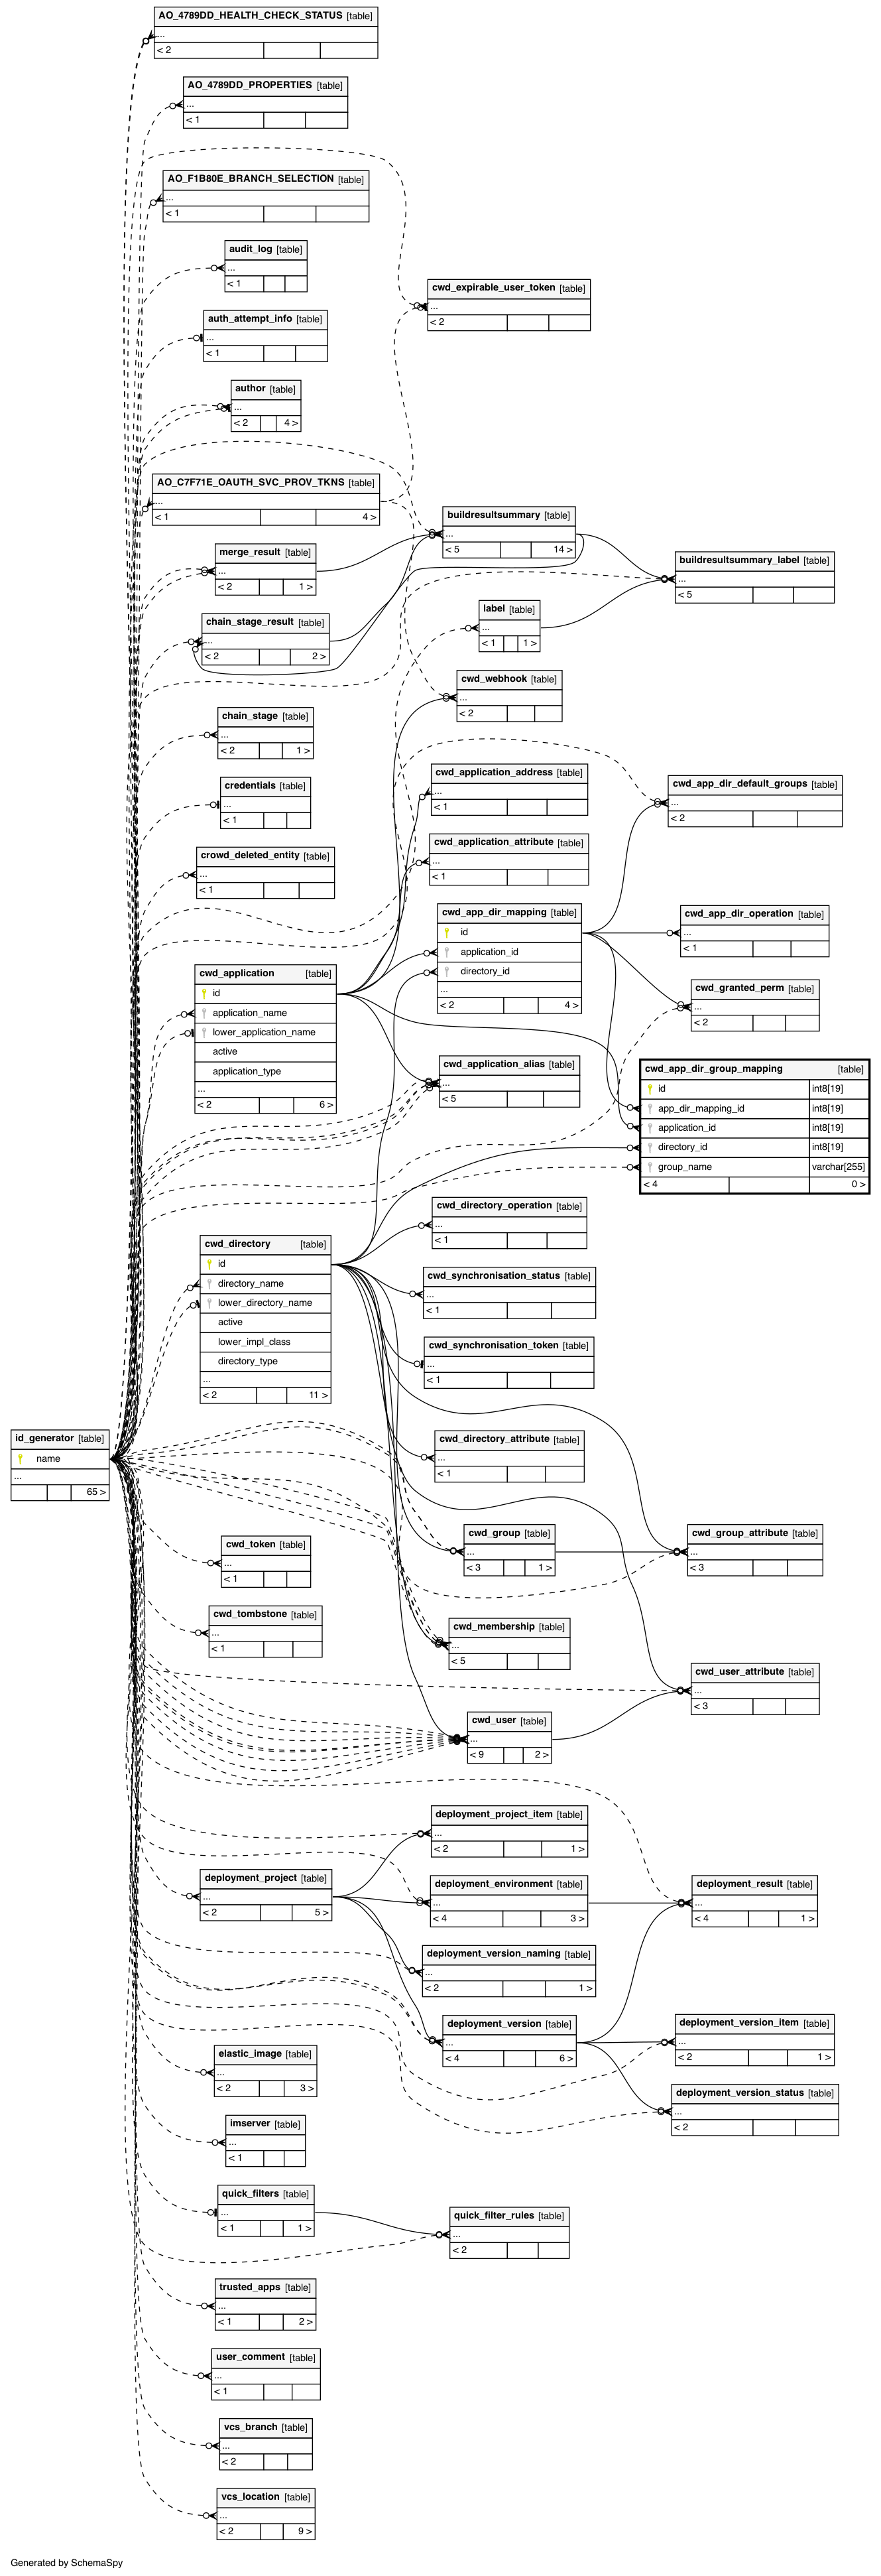 AO_4789DD_HEALTH_CHECK_STATUS [table]
...
< 2
AO_4789DD_PROPERTIES [table]
...
< 1
AO_F1B80E_BRANCH_SELECTION [table]
...
< 1
audit_log [table]
...
< 1
cwd_expirable_user_token [table]
...
< 2
auth_attempt_info [table]
...
< 1
author [table]
...
< 2 4 >
AO_C7F71E_OAUTH_SVC_PROV_TKNS [table]
...
< 1 4 >
buildresultsummary [table]
...
< 5 14 >
merge_result [table]
...
< 2 1 >
buildresultsummary_label [table]
...
< 5
label [table]
...
< 1 1 >
chain_stage_result [table]
...
< 2 2 >
cwd_webhook [table]
...
< 2
chain_stage [table]
...
< 2 1 >
cwd_application_address [table]
...
< 1
cwd_app_dir_default_groups [table]
...
< 2
credentials [table]
...
< 1
cwd_application_attribute [table]
...
< 1
crowd_deleted_entity [table]
...
< 1
cwd_app_dir_mapping [table]
id
application_id
directory_id
...
< 2 4 >
cwd_app_dir_operation [table]
...
< 1
cwd_application [table]
id
application_name
lower_application_name
active
application_type
...
< 2 6 >
cwd_granted_perm [table]
...
< 2
cwd_application_alias [table]
...
< 5
cwd_app_dir_group_mapping [table]
id int8[19]
app_dir_mapping_id int8[19]
application_id int8[19]
directory_id int8[19]
group_name varchar[255]
< 4 0 >
cwd_directory_operation [table]
...
< 1
cwd_directory [table]
id
directory_name
lower_directory_name
active
lower_impl_class
directory_type
...
< 2 11 >
cwd_synchronisation_status [table]
...
< 1
cwd_synchronisation_token [table]
...
< 1
id_generator [table]
name
...
65 >
cwd_directory_attribute [table]
...
< 1
cwd_group [table]
...
< 3 1 >
cwd_group_attribute [table]
...
< 3
cwd_token [table]
...
< 1
cwd_tombstone [table]
...
< 1
cwd_membership [table]
...
< 5
cwd_user_attribute [table]
...
< 3
cwd_user [table]
...
< 9 2 >
deployment_project_item [table]
...
< 2 1 >
deployment_project [table]
...
< 2 5 >
deployment_environment [table]
...
< 4 3 >
deployment_result [table]
...
< 4 1 >
deployment_version_naming [table]
...
< 2 1 >
deployment_version [table]
...
< 4 6 >
deployment_version_item [table]
...
< 2 1 >
elastic_image [table]
...
< 2 3 >
deployment_version_status [table]
...
< 2
imserver [table]
...
< 1
quick_filters [table]
...
< 1 1 >
quick_filter_rules [table]
...
< 2
trusted_apps [table]
...
< 1 2 >
user_comment [table]
...
< 1
vcs_branch [table]
...
< 2
vcs_location [table]
...
< 2 9 >
Generated by SchemaSpy